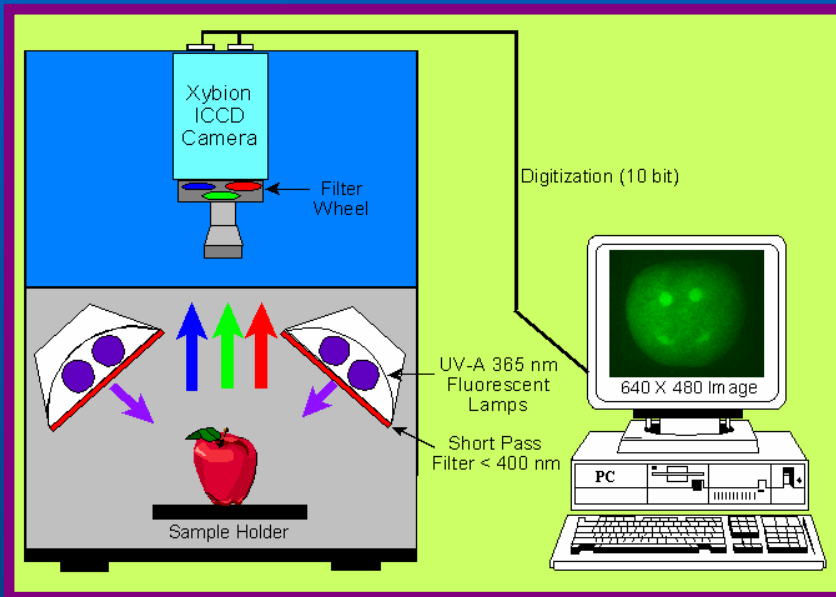 Xybion
ICCD
Camera
Filter
Wheel
Digitization (10 bit)
UV-A 365 nm
Fluorescent
Lamps
640 X 480 Image
Short Pass
Filter < 400 nm
PC
Sample Holder